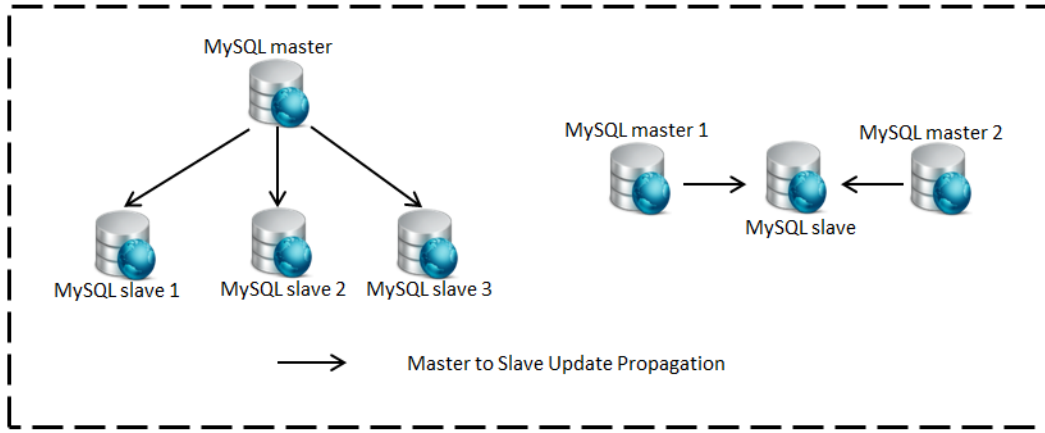 MySQL master
MySQL slave 1
MySQL slave 2
MySQL slave 3
MySQL master 1
MySQL master 2
MySQL slave
Master to Slave Update Propagation